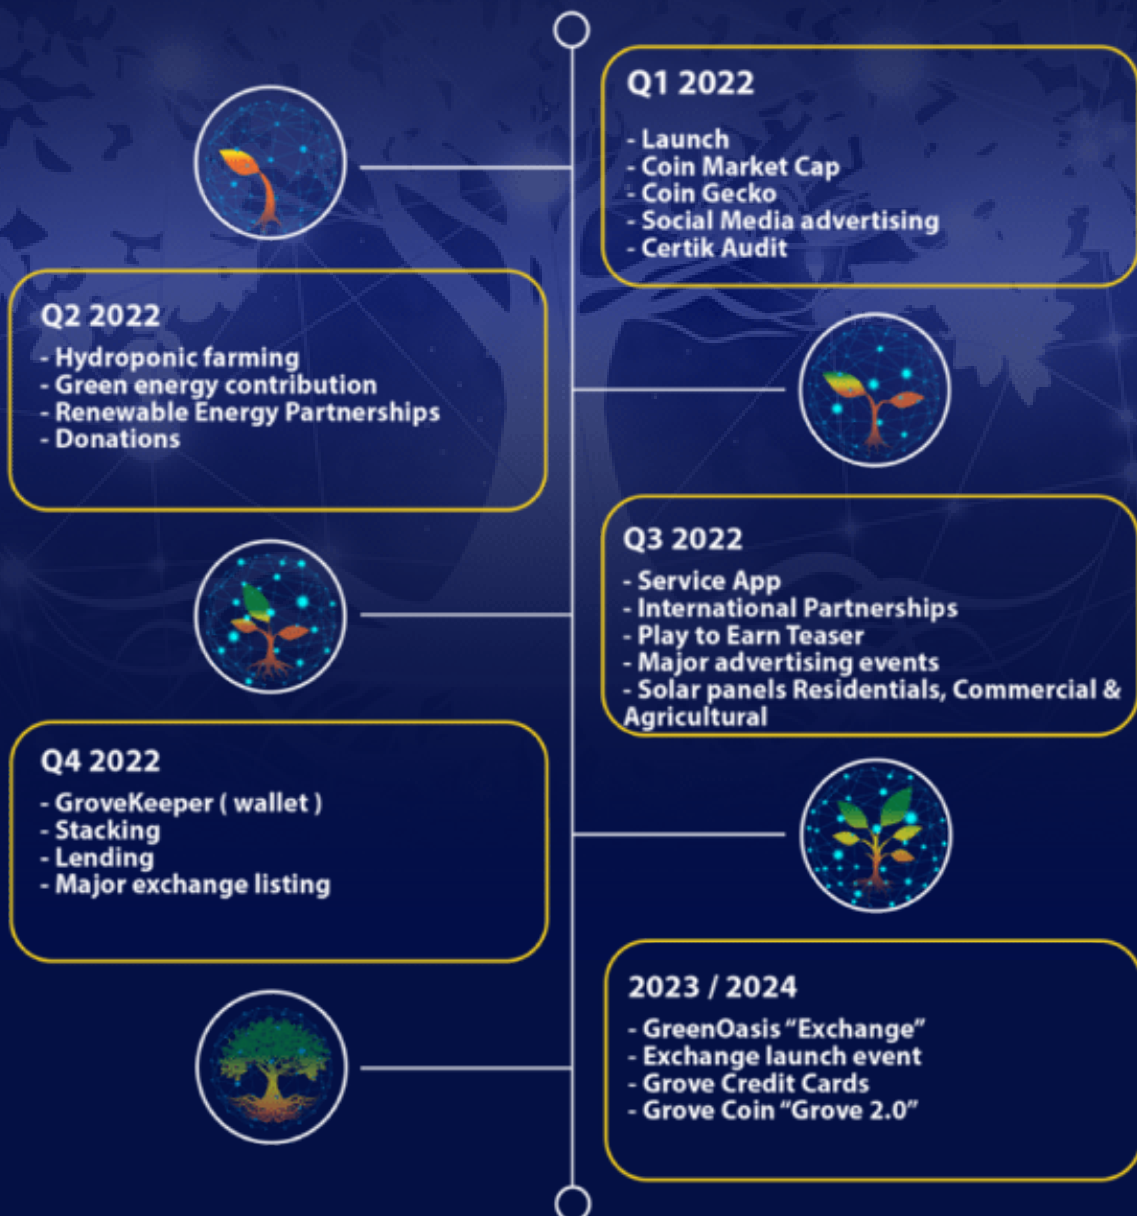 Q1 2022
- Launch
- Coin Market Cap
- Coin Gecko
- Social Media advertising
- Certik Audit
Q2 2022
- Hydroponic farming
- Green energy contribution
- Renewable Energy Partnerships
- Donations
Q3 2022
- Service App
- International Partnerships
- Play to Earn Teaser
- Major advertising events
- Solar panels Residentials, Commercial &
Agricultural
Q4 2022
- GroveKeeper ( wallet )
- Stacking
- Lending
- Major exchange listing
2023 / 2024
- GreenOasis “Exchange”
- Exchange launch event
- Grove Credit Cards
- Grove Coin “Grove 2.0”